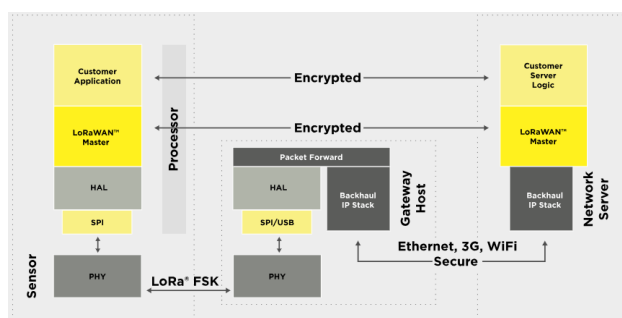 Customer
Application
LoRaWAN™
Master
HAL
SPI
PHY
Sensor
Processor
Encrypted
Encrypted
Packet Forward
HAL
SPI/USB
PHY
Backhaul
IP Stack
Gateway
Host
LoRa® FSK
Ethernet, 3G, WiFi
Secure
Customer
Server
Logic
LoRaWAN™
Master
Backhaul
IP Stack
Network
Server